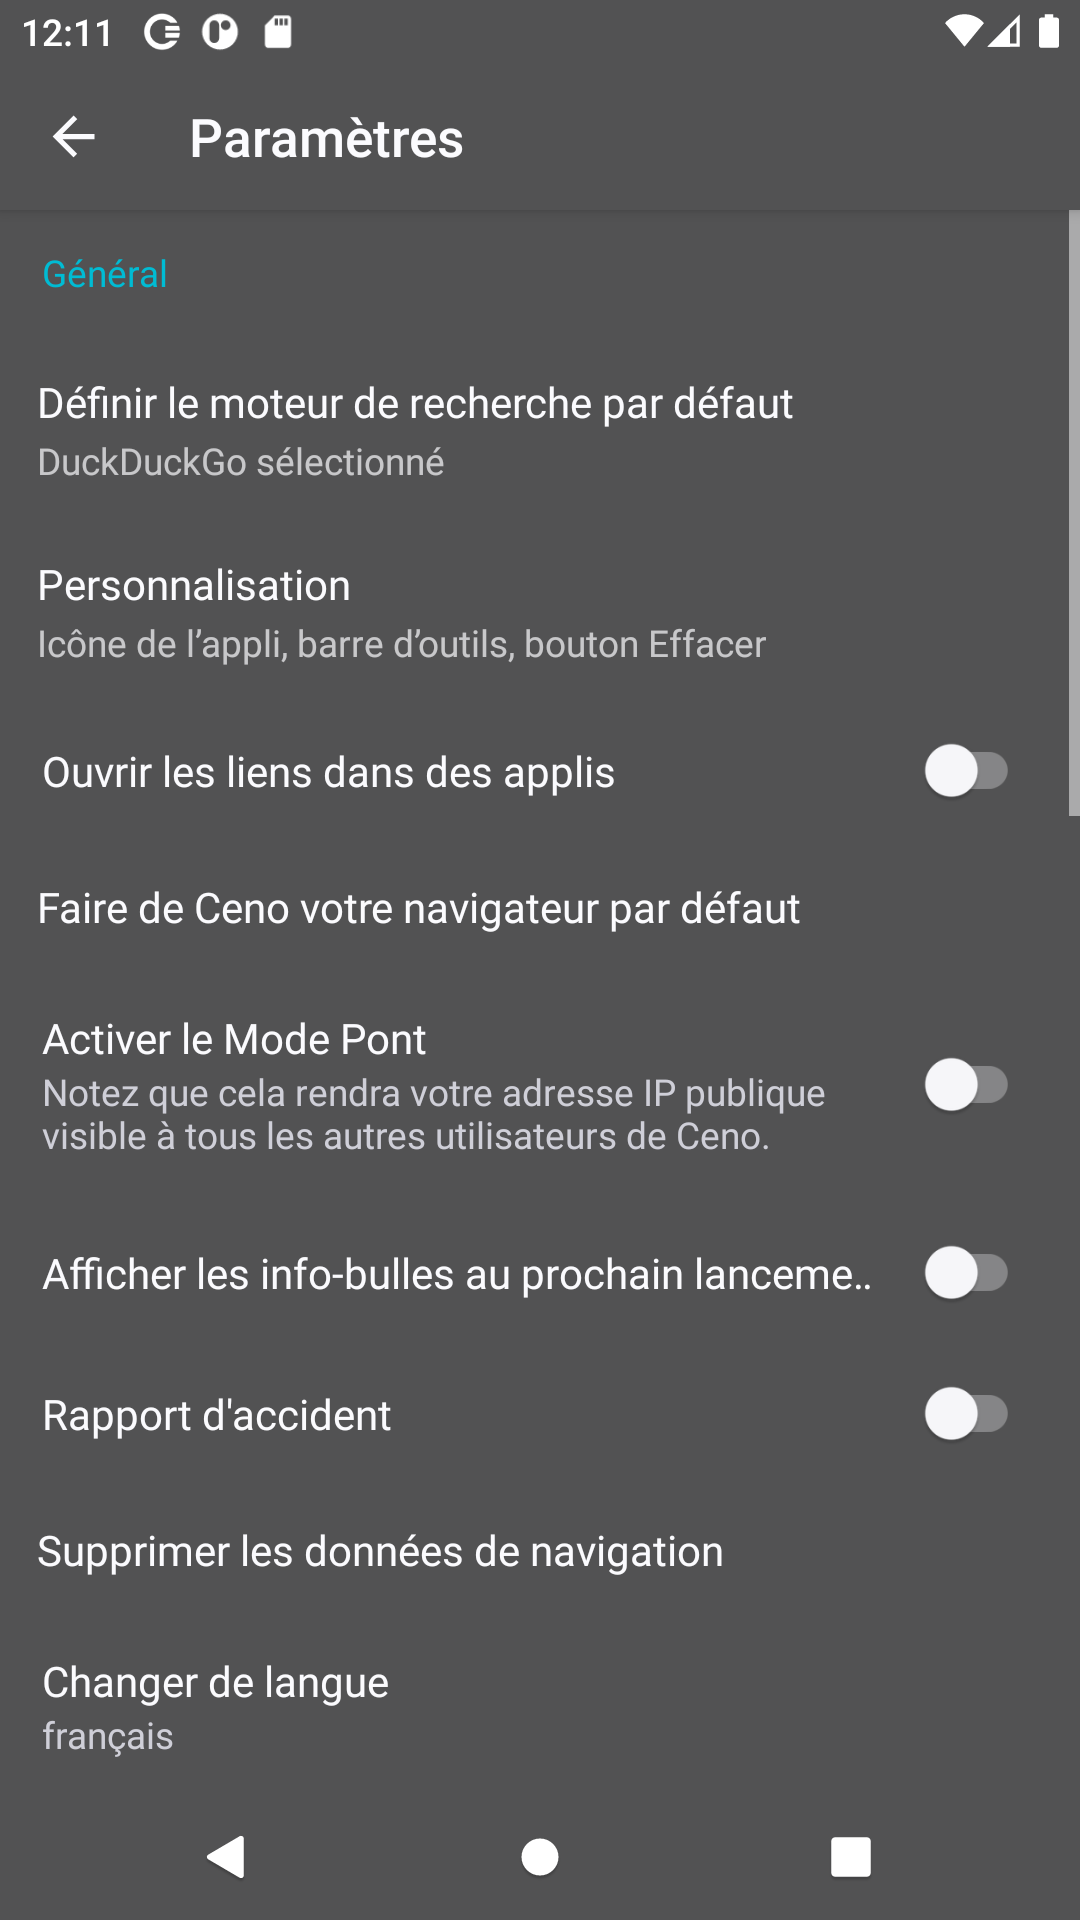 12:11
Paramètres
Général
Définir le moteur de recherche par défaut
DuckDuckGo sélectionné
Personnalisation
Icône de l’appli, barre d’outils, bouton Effacer
Ouvrir les liens dans des applis
Faire de Ceno votre navigateur par défaut
Activer le Mode Pont
Notez que cela rendra votre adresse IP publique
visible à tous les autres utilisateurs de Ceno.
Afficher les info-bulles au prochain lanceme..
Rapport d'accident
Supprimer les données de navigation
Changer de langue
français